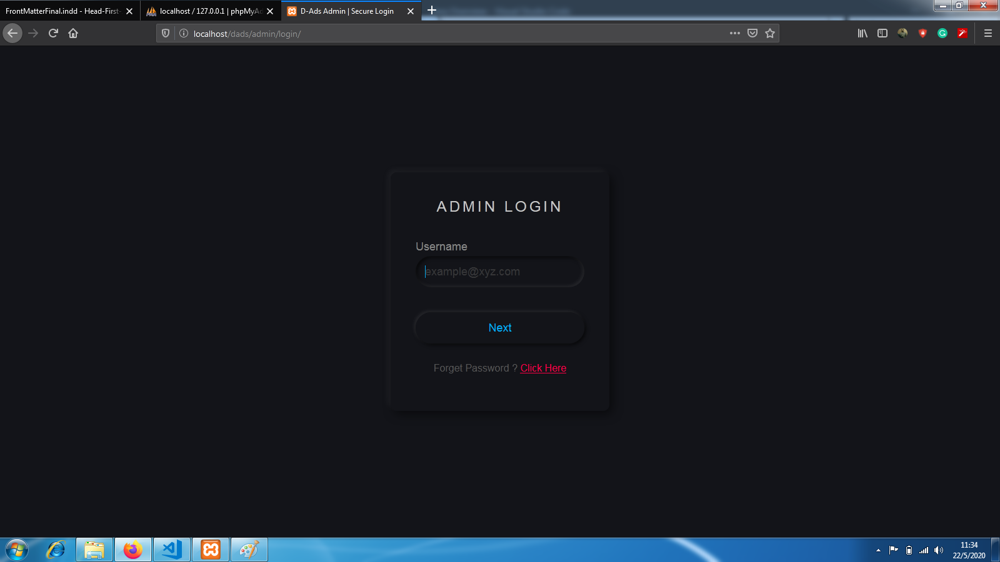 FrontMatterFinal.indd - Head-First-
localhost / 127.0.0.1 | phpMyAd
D-Ads Admin | Secure Login
localhost/dads/admin/login/
ADMIN LOGIN
Username
example@xyz.com
Next
Forget Password ? Click Here
11:34
22/5/2020